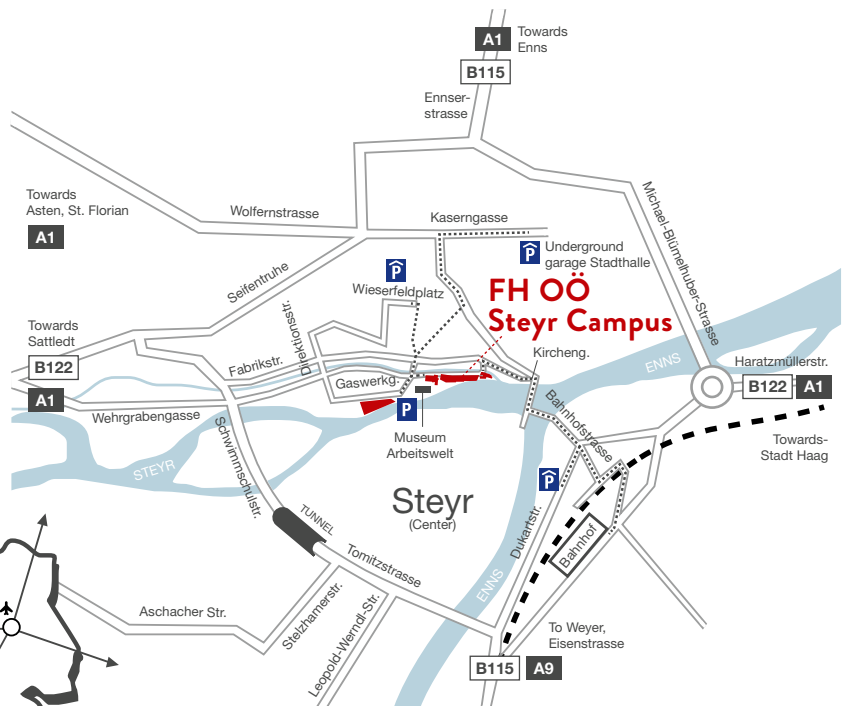 A1
Towards
Enns
B115
Ennser-
strasse
Towards
Asten, St. Florian
A1
Wolfernstrasse
Kaserngasse
Michael-Blümelhuber-Strasse
P
Underground
garage Stadthalle
Seifentruhe
P
Wieserfeldplatz
FH OÖ
Steyr Campus
Direktionsstr.
Towards
Sattledt
B122
A1
Fabrikstr.
Gaswerkg.
Kircheng.
ENNS
Haratzmüllerstr.
B122
A1
Wehrgrabengasse
P
Museum
Arbeitswelt
Bahnhofstrasse
Towards-
Stadt Haag
Schwimmschulstr.
STEYR
P
Steyr
(Center)
TUNNEL
Dukartstr.
Bahnhof
Tomitzstrasse
ENNS
Aschacher Str.
Stelzhamerstr.
Leopold-Werndl-Str.
To Weyer,
Eisenstrasse
B115
A9